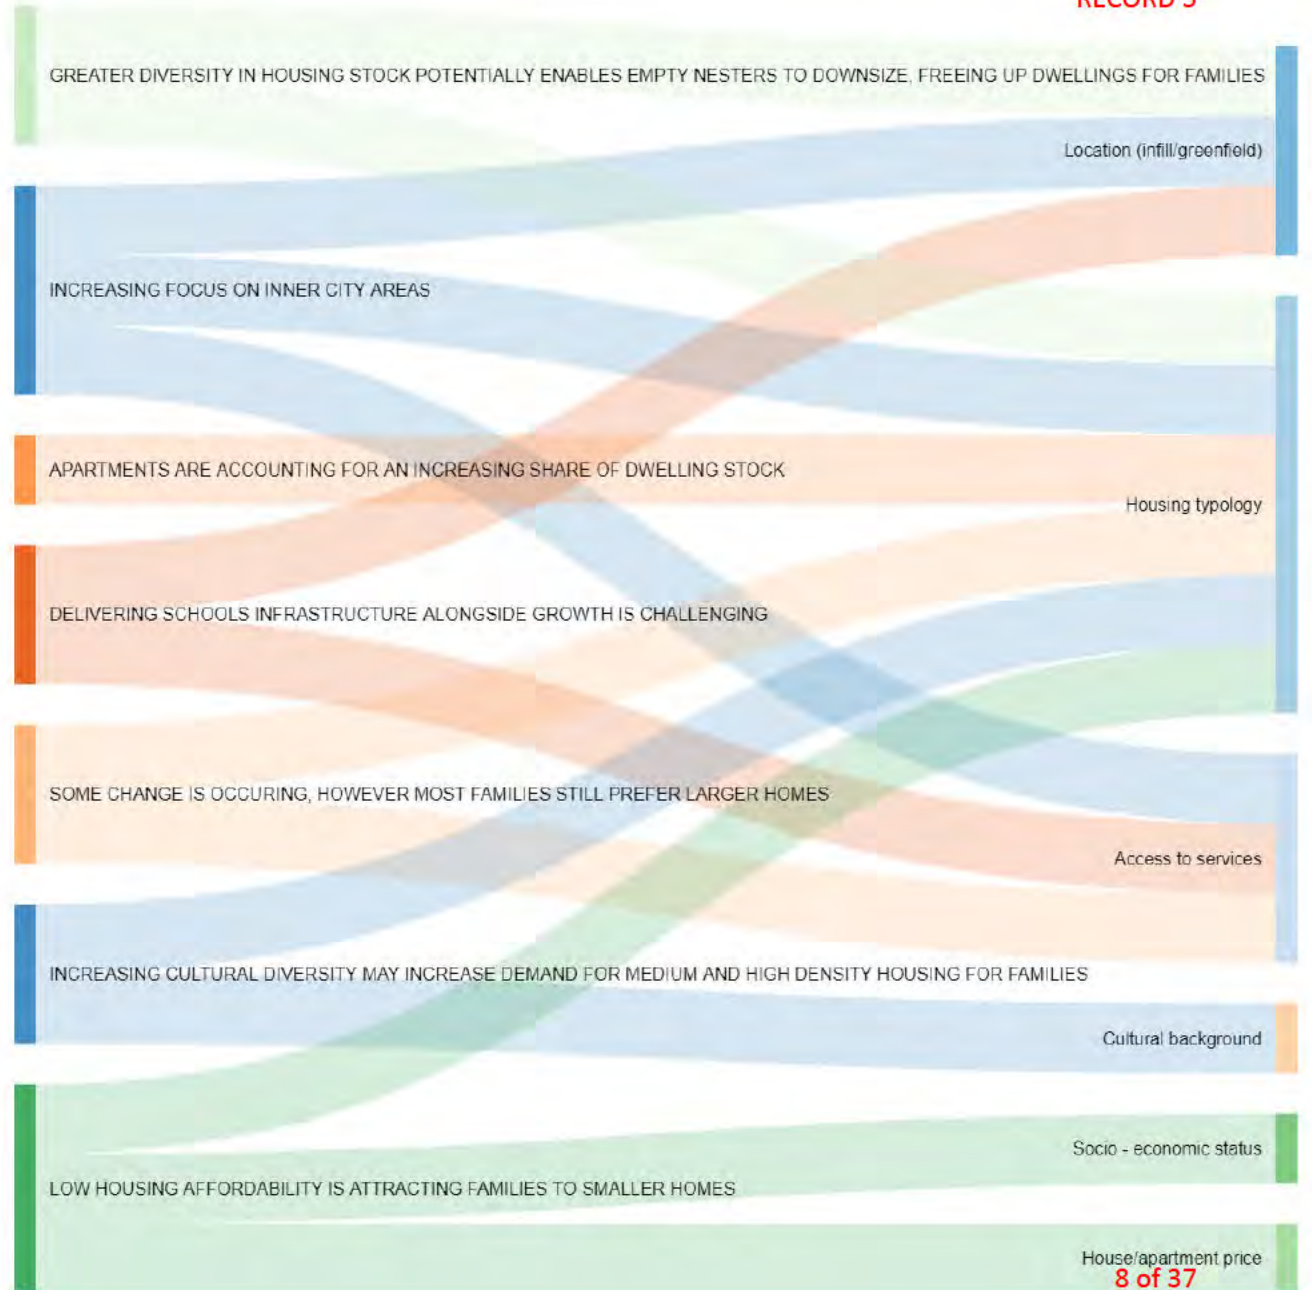 RECORD 3
GREATER DIVERSITY IN HOUSING STOCK POTENTIALLY ENABLES EMPTY NESTERS TO DOWNSIZE, FREEING UP DWELLINGS FOR FAMILIES
Location (infill/greenfield)
INCREASING FOCUS ON INNER CITY AREAS
APARTMENTS ARE ACCOUNTING FOR AN INCREASING SHARE OF DWELLING STOCK
Housing typology
DELIVERING SCHOOLS INFRASTRUCTURE ALONGSIDE GROWTH IS CHALLENGING
SOME CHANGE IS OCCURING, HOWEVER MOST FAMILIES STILL PREFER LARGER HOMES
Access to services
INCREASING CULTURAL DIVERSITY MAY INCREASE DEMAND FOR MEDIUM AND HIGH DENSITY HOUSING FOR FAMILIES
Cultural background
Socio - economic status
LOW HOUSING AFFORDABILITY IS ATTRACTING FAMILIES TO SMALLER HOMES
House/apartment price
8 of 37